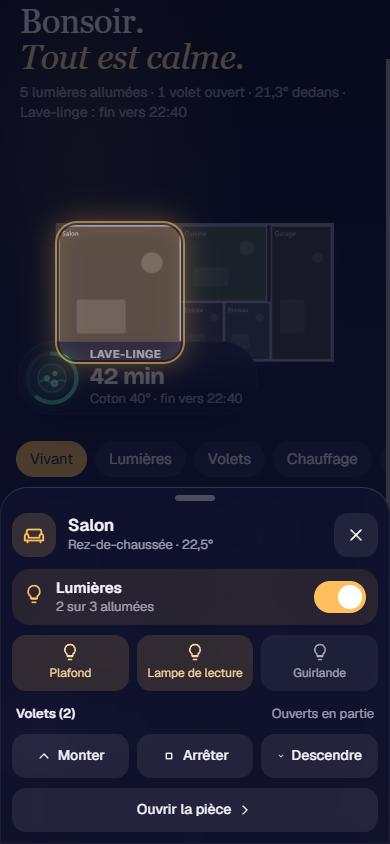 Bonsoir.
Tout est calme.
5 lumières allumées · 1 volet ouvert · 21,3° dedans ·
Lave-linge : fin vers 22:40
Salon
Cuisine
Garage
Entrée
Bureau
LAVE-LINGE
42 min
Coton 40° · fin vers 22:40
Vivant
Lumières
Volets
Chauffage
Salon
Rez-de-chaussée · 22,5°
Lumières
2 sur 3 allumées
Plafond
Lampe de lecture
Guirlande
Volets (2)
Ouverts en partie
Monter
Arrêter
Descendre
Ouvrir la pièce